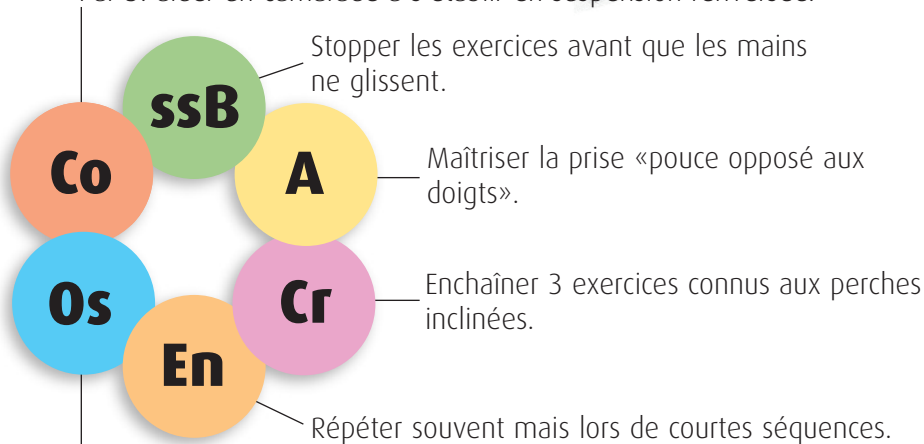 Stopper les exercices avant que les mains
ne glissent.
ssB
Co
A
Maîtriser la prise «pouce opposé aux
doigts».
Os
Cr
Enchaîner 3 exercices connus aux perches
inclinées.
En
Répéter souvent mais lors de courtes séquences.